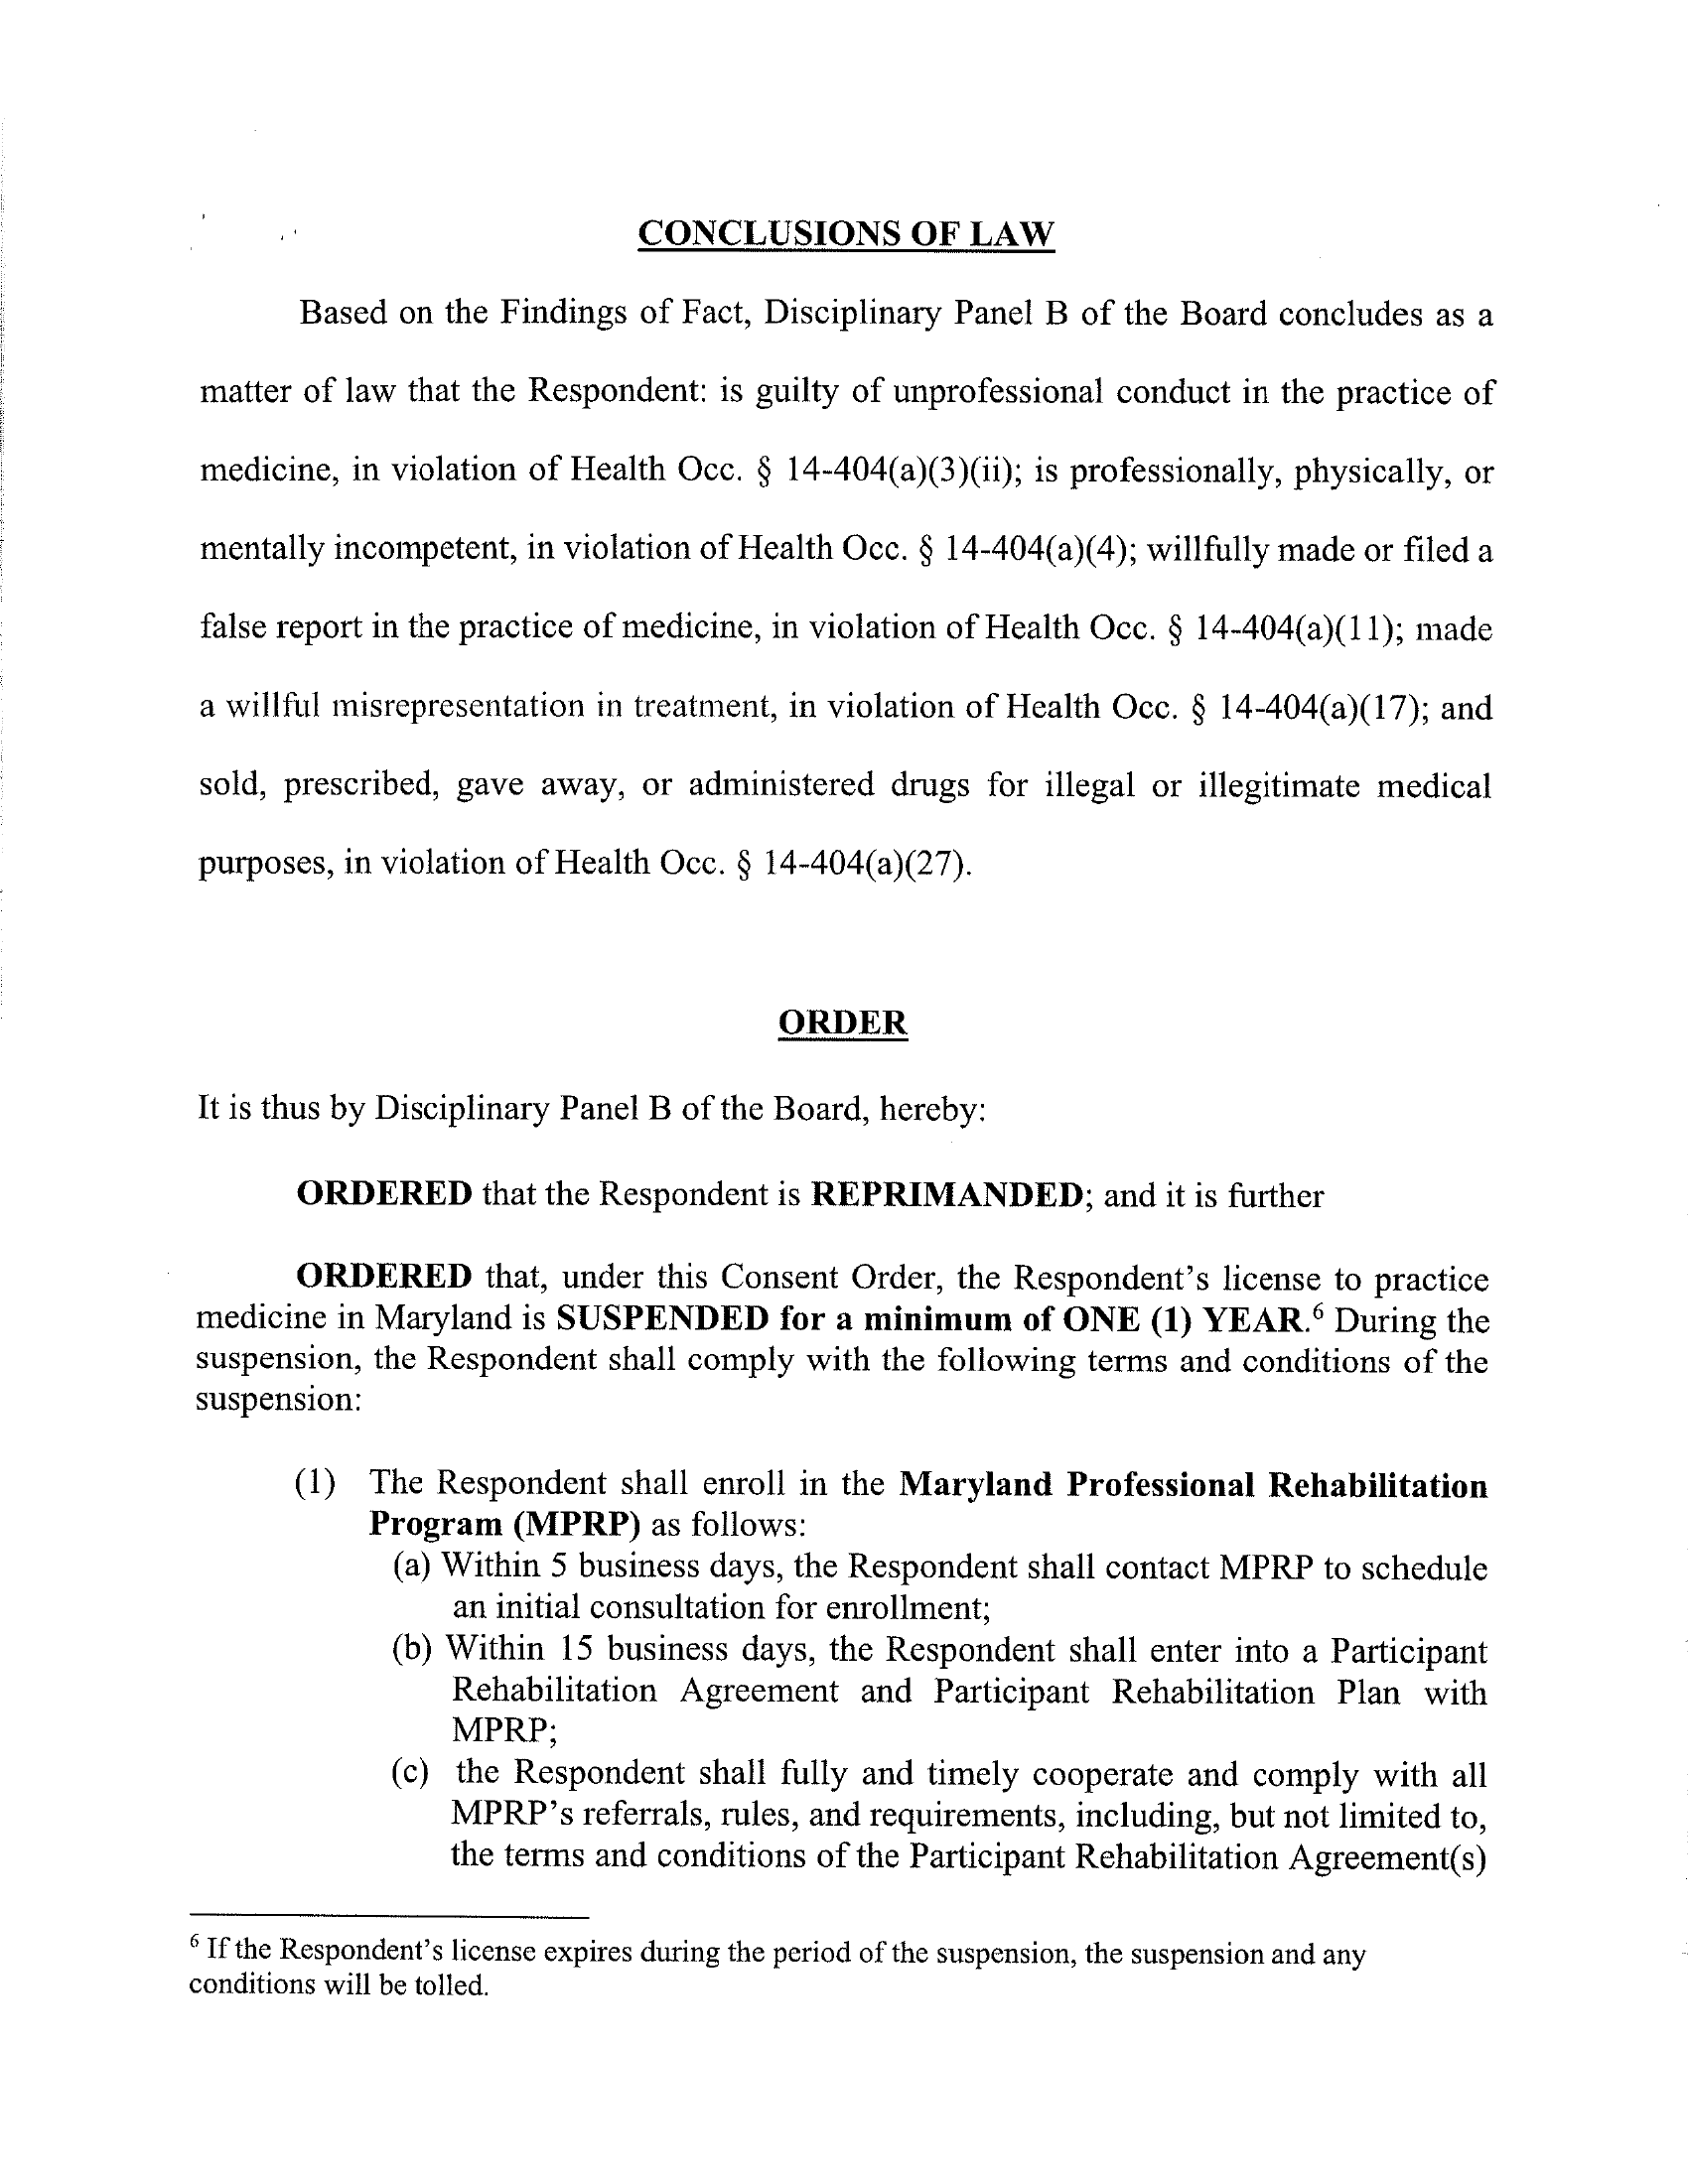 CONCLUSIONS OF LAW
Based on the Findings of Fact, Disciplinary Panel B of the Board concludes as a
matter of law that the Respondent: is guilty of unprofessional conduct in the practice of
medicine, in violation of Health Occ. § 14-404(a)(3)(ii); is professionally, physically, or
mentally incompetent, in violation of Health Occ. § 14-404(a)(4); willfully made or filed a
false report in the practice of medicine, in violation of Health Occ. § 14-404(a)(11); made
a willful misrepresentation in treatment, in violation of Health Occ. § 14-404(a)(17); and
sold, prescribed, gave away, or administered drugs for illegal or illegitimate medical
purposes, in violation of Health Occ. § 14-404(a)(27).
ORDER
It is thus by Disciplinary Panel B of the Board, hereby:
ORDERED that the Respondent is REPRIMANDED; and it is further
ORDERED that, under this Consent Order, the Respondent's license to practice
medicine in Maryland is SUSPENDED for a minimum of ONE (1) YEAR.⁶ During the
suspension, the Respondent shall comply with the following terms and conditions of the
suspension:
(1) The Respondent shall enroll in the Maryland Professional Rehabilitation
Program (MPRP) as follows:
(a) Within 5 business days, the Respondent shall contact MPRP to schedule
an initial consultation for enrollment;
(b) Within 15 business days, the Respondent shall enter into a Participant
Rehabilitation Agreement and Participant Rehabilitation Plan with
MPRP;
(c) the Respondent shall fully and timely cooperate and comply with all
MPRP's referrals, rules, and requirements, including, but not limited to,
the terms and conditions of the Participant Rehabilitation Agreement(s)
⁶ If the Respondent's license expires during the period of the suspension, the suspension and any
conditions will be tolled.